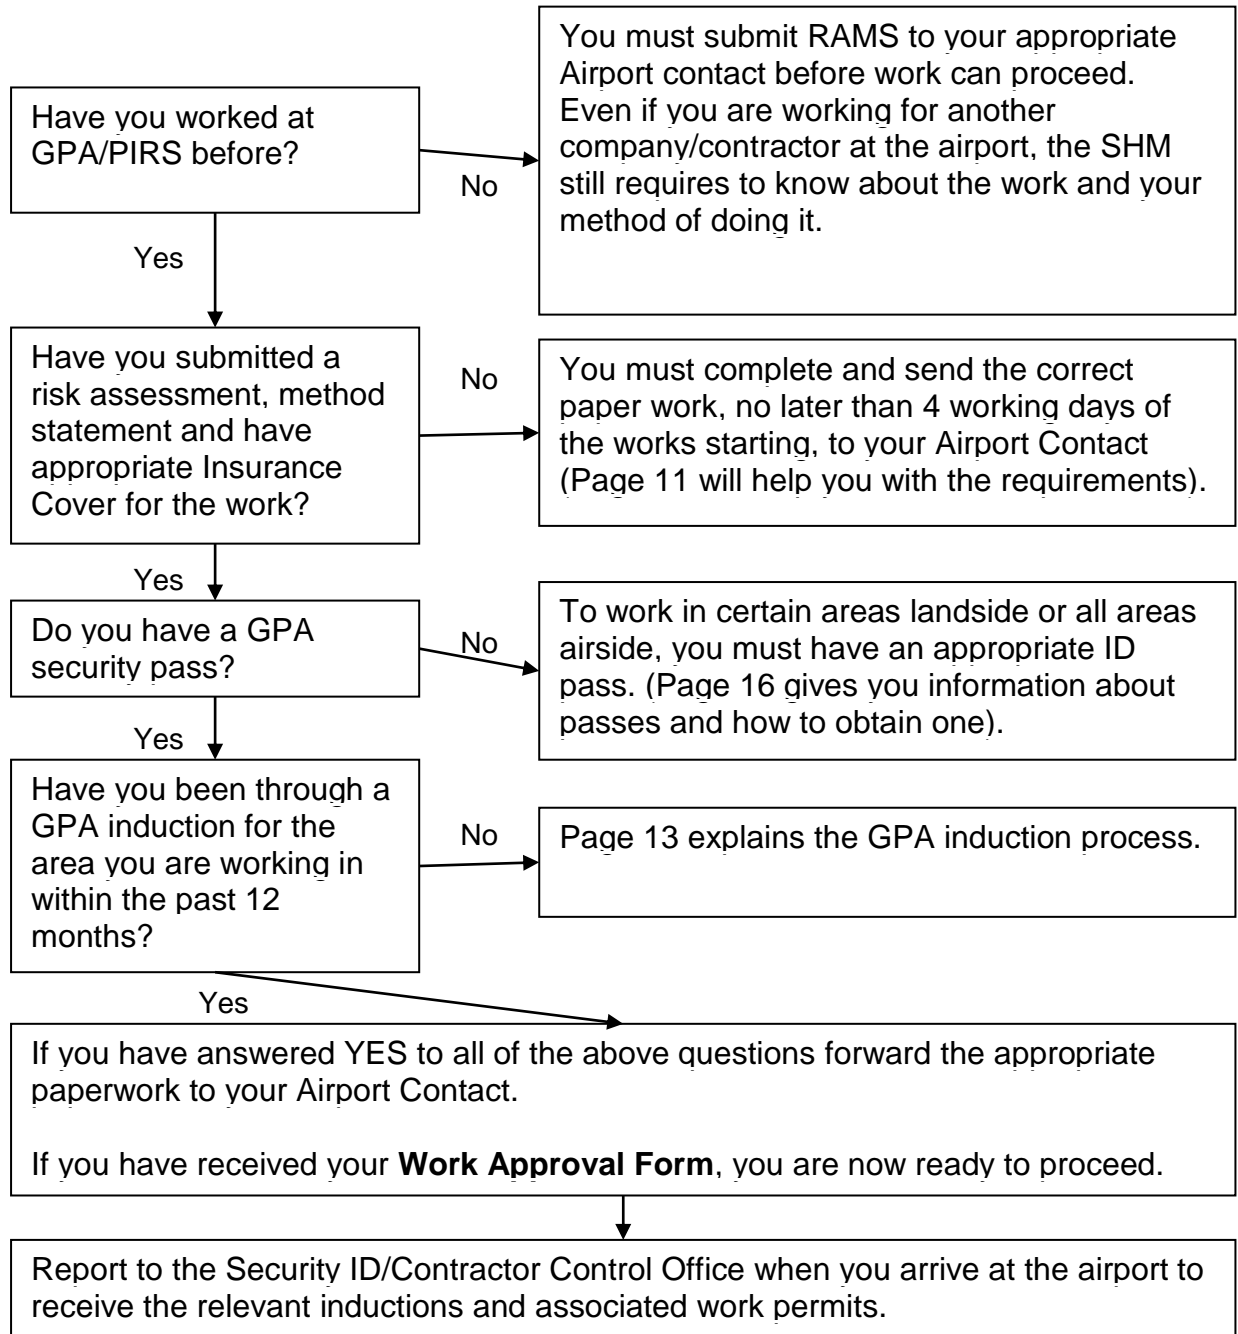 Have you worked at
GPA/PIRS before?
No
You must submit RAMS to your appropriate
Airport contact before work can proceed.
Even if you are working for another
company/contractor at the airport, the SHM
still requires to know about the work and your
method of doing it.
Yes
Have you submitted a
risk assessment, method
statement and have
appropriate Insurance
Cover for the work?
No
You must complete and send the correct
paper work, no later than 4 working days of
the works starting, to your Airport Contact
(Page 11 will help you with the requirements).
Yes
Do you have a GPA
security pass?
No
To work in certain areas landside or all areas
airside, you must have an appropriate ID
pass. (Page 16 gives you information about
passes and how to obtain one).
Yes
Have you been through a
GPA induction for the
area you are working in
within the past 12
months?
No
Page 13 explains the GPA induction process.
Yes
If you have answered YES to all of the above questions forward the appropriate
paperwork to your Airport Contact.
If you have received your Work Approval Form, you are now ready to proceed.
Report to the Security ID/Contractor Control Office when you arrive at the airport to
receive the relevant inductions and associated work permits.